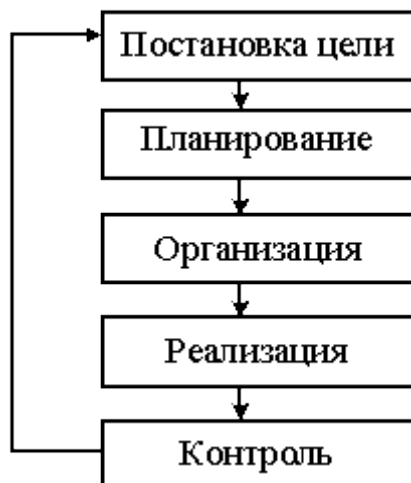 Постановка цели
Планирование
Организация
Реализация
Контроль